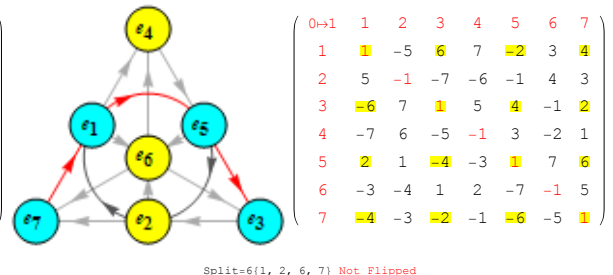 e4
e1 e5
e6
e7 e2 e3
0↦1 1 2 3 4 5 6 7
1 1 -5 6 7 -2 3 4
2 5 -1 -7 -6 -1 4 3
3 -6 7 1 5 4 -1 2
4 -7 6 -5 -1 3 -2 1
5 2 1 -4 -3 1 7 6
6 -3 -4 1 2 -7 -1 5
7 -4 -3 -2 -1 -6 -5 1
Split=6{1, 2, 6, 7} Not Flipped